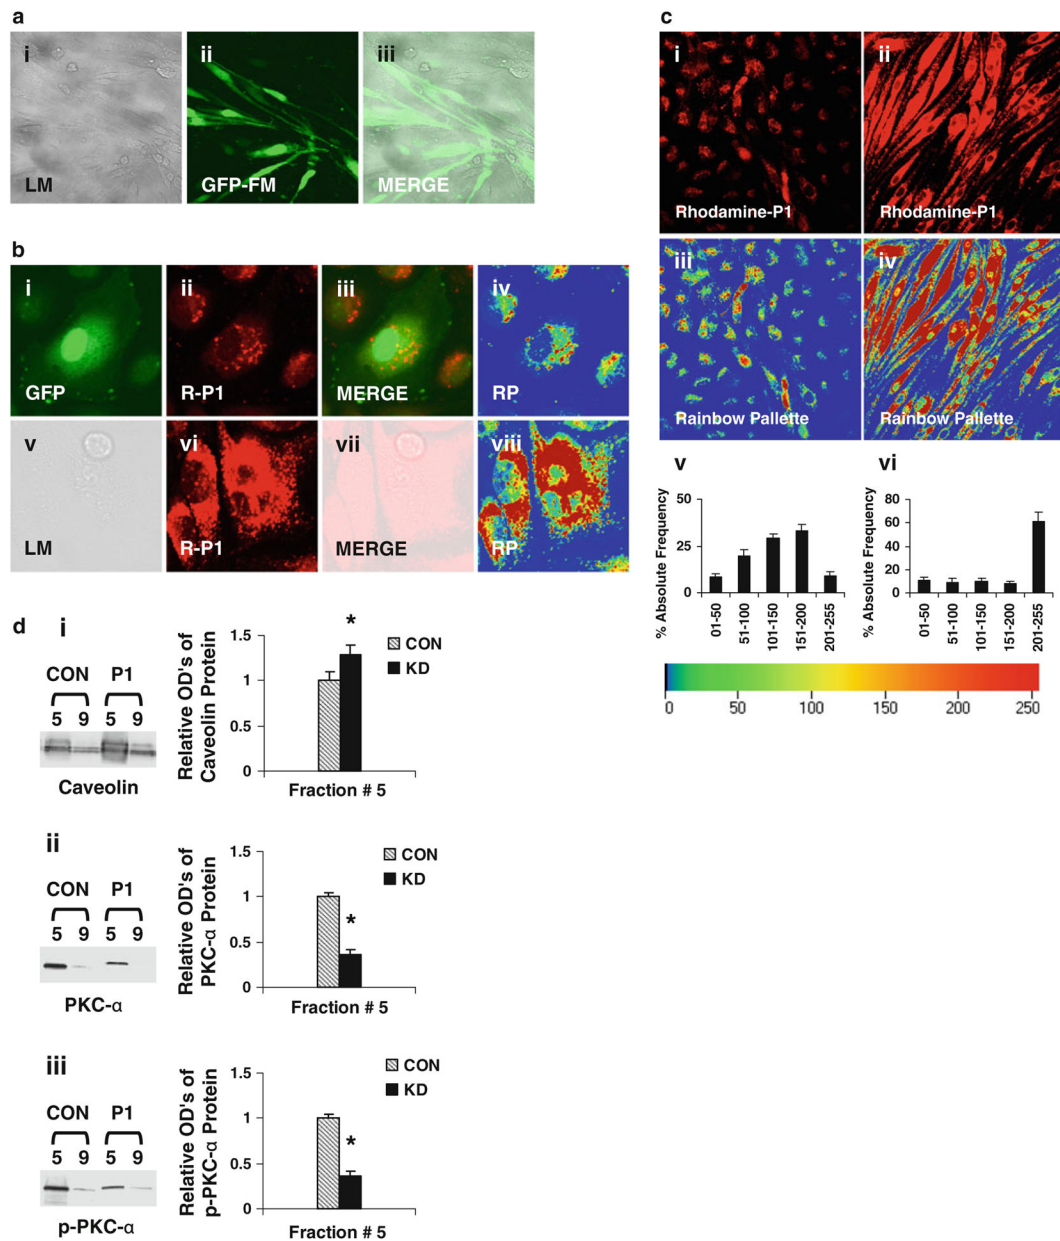 a
i
ii
iii
LM
GFP-FM
MERGE
b
i
ii
iii
iv
GFP
R-P1
MERGE
RP
v
vi
vii
viii
LM
R-P1
MERGE
RP
c
i
ii
Rhodamine-P1
Rhodamine-P1
iii
iv
Rainbow Pallette
Rainbow Pallette
v
% Absolute Frequency
50
25
0
01-50
51-100
101-150
151-200
201-255
vi
% Absolute Frequency
80
60
40
20
0
01-50
51-100
101-150
151-200
201-255
0 50 100 150 200 250
d
i
CON P1
5 9 5 9
Caveolin
Relative OD's of
Caveolin Protein
1.5
1
0.5
0
Fraction # 5
*
CON
KD
ii
CON P1
5 9 5 9
PKC-α
Relative OD's of
PKC-α Protein
1.5
1
0.5
0
Fraction # 5
*
CON
KD
iii
CON P1
5 9 5 9
p-PKC-α
Relative OD's of
p-PKC-α Protein
1.5
1
0.5
0
Fraction # 5
*
CON
KD